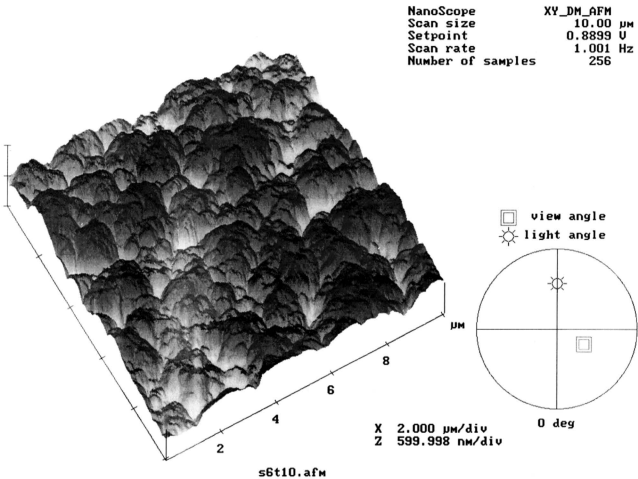 NanoScope XY_DM_AFM
Scan size 10.00 µm
Setpoint 0.8899 V
Scan rate 1.001 Hz
Number of samples 256
view angle
light angle
µm
8
6
4
2
0 deg
X 2.000 µm/div
Z 599.998 nm/div
s6t10.afm